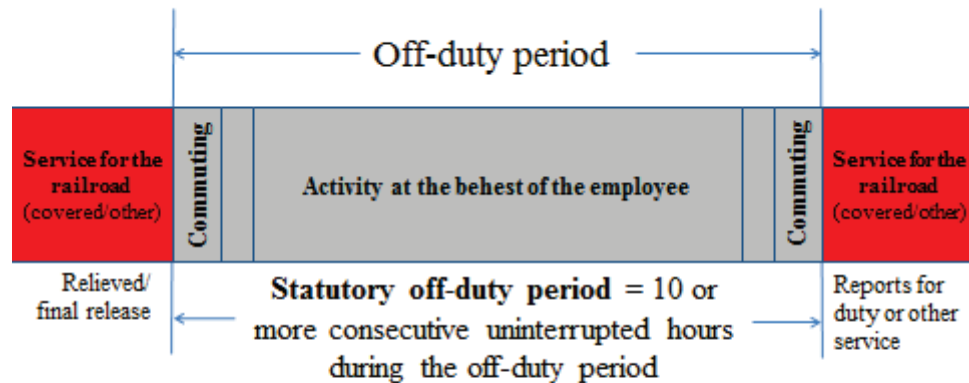 Off-duty period
Service for the
railroad
(covered/other)
Commuting
Activity at the behest of the employee
Commuting
Service for the
railroad
(covered/other)
Relieved/
final release
Statutory off-duty period = 10 or
more consecutive uninterrupted hours
during the off-duty period
Reports for
duty or other
service